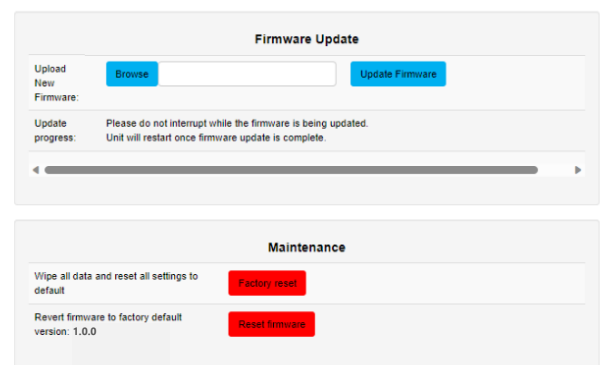 Firmware Update
Upload
New
Firmware:
Browse
Update Firmware
Update
progress:
Please do not interrupt while the firmware is being updated.
Unit will restart once firmware update is complete.
Maintenance
Wipe all data and reset all settings to
default
Factory reset
Revert firmware to factory default
version: 1.0.0
Reset firmware